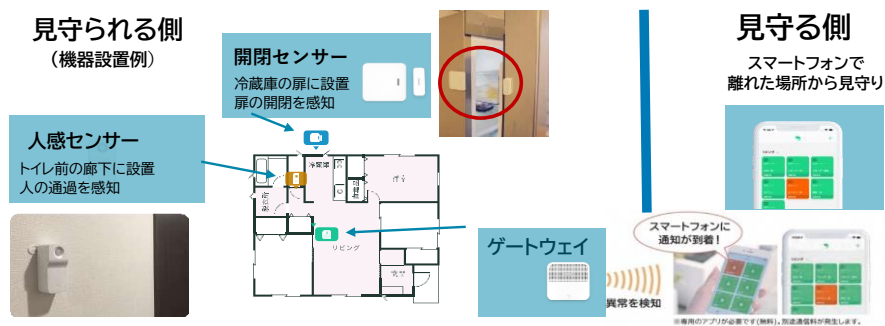 見守られる側
（機器設置例）
開閉センサー
冷蔵庫の扉に設置
扉の開閉を感知
人感センサー
トイレ前の廊下に設置
人の通過を感知
冷蔵庫
洋室
リビング
玄関
ゲートウェイ
見守る側
スマートフォンで
離れた場所から見守り
スマートフォンに
通知が到着！
異常を検知
※専用のアプリが必要です(無料)。別途通信料が発生します。